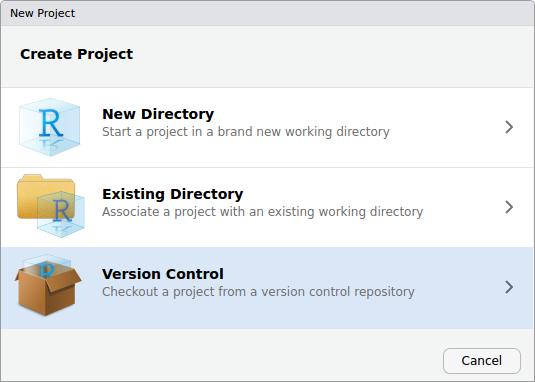 New Project
Create Project
R
New Directory
Start a project in a brand new working directory
R
Existing Directory
Associate a project with an existing working directory
R
Version Control
Checkout a project from a version control repository
Cancel